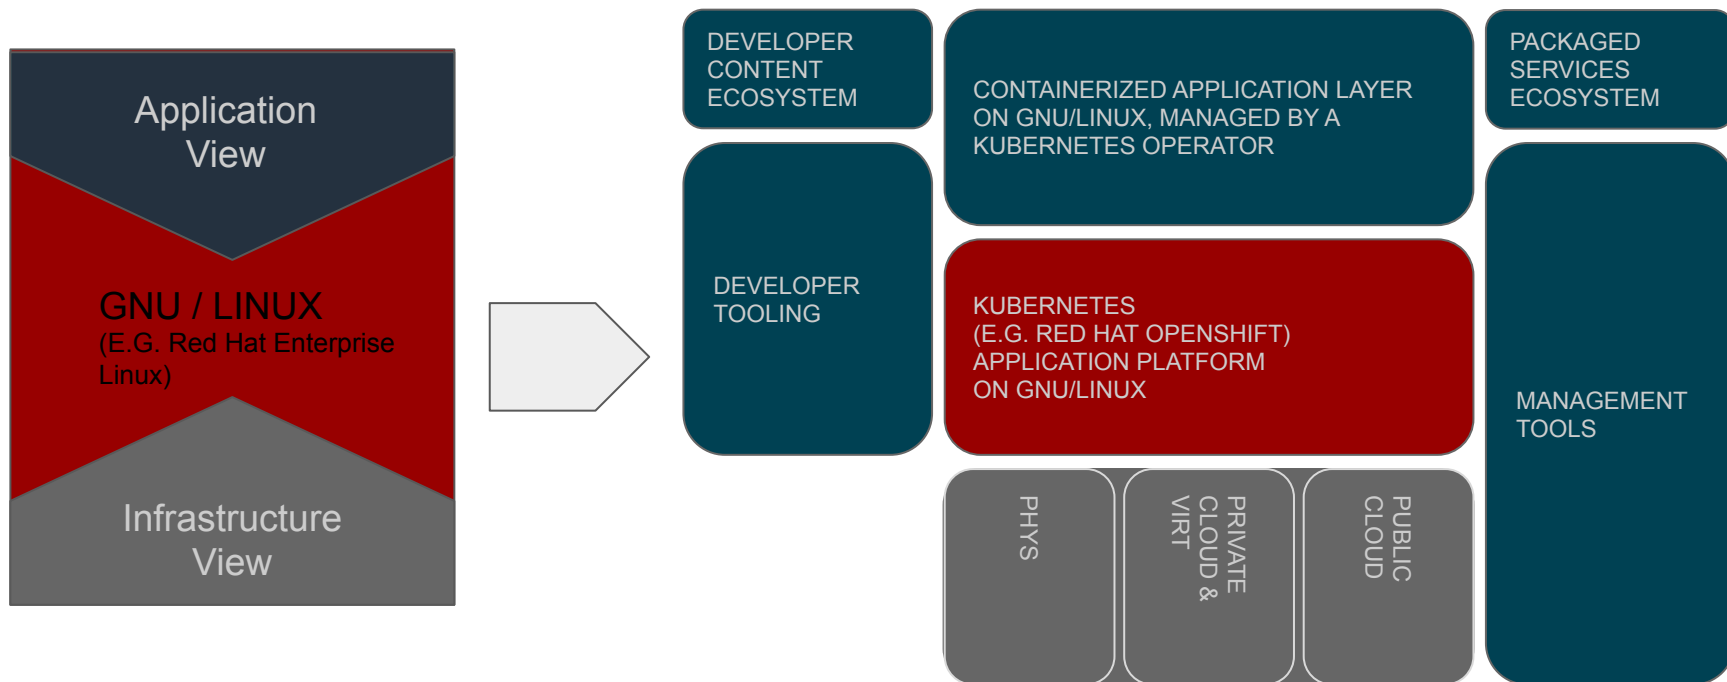 Application
View
GNU / LINUX
(E.G. Red Hat Enterprise
Linux)
Infrastructure
View
DEVELOPER
CONTENT
ECOSYSTEM
DEVELOPER
TOOLING
CONTAINERIZED APPLICATION LAYER
ON GNU/LINUX, MANAGED BY A
KUBERNETES OPERATOR
KUBERNETES
(E.G. RED HAT OPENSHIFT)
APPLICATION PLATFORM
ON GNU/LINUX
PHYS
PRIVATE
CLOUD &
VIRT
PUBLIC
CLOUD
PACKAGED
SERVICES
ECOSYSTEM
MANAGEMENT
TOOLS